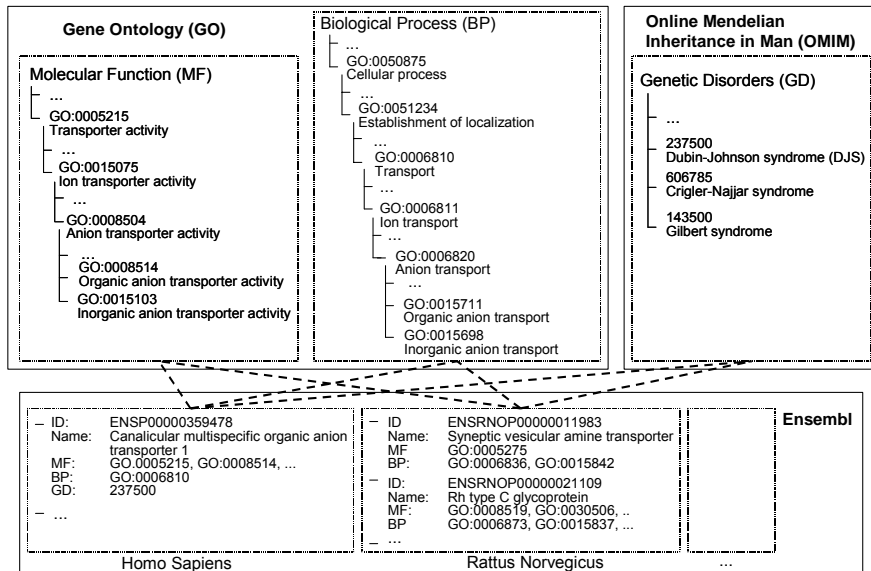 Gene Ontology (GO)
Molecular Function (MF)
...
GO:0005215
Transporter activity
...
GO:0015075
Ion transporter activity
...
GO:0008504
Anion transporter activity
...
GO:0008514
Organic anion transporter activity
GO:0015103
Inorganic anion transporter activity
Biological Process (BP)
...
GO:0050875
Cellular process
...
GO:0051234
Establishment of localization
...
GO:0006810
Transport
...
GO:0006811
Ion transport
...
GO:0006820
Anion transport
...
GO:0015711
Organic anion transport
GO:0015698
Inorganic anion transport
Online Mendelian
Inheritance in Man (OMIM)
Genetic Disorders (GD)
...
237500
Dubin-Johnson syndrome (DJS)
606785
Crigler-Najjar syndrome
143500
Gilbert syndrome
Ensembl
ID: ENSP00000359478
Name: Canalicular multispecific organic anion
transporter 1
MF: GO.0005215, GO:0008514, ...
BP: GO:0006810
GD: 237500
...
Homo Sapiens
ID ENSRNOP00000011983
Name: Syneptic vesicular amine transporter
MF GO:0005275
BP: GO:0006836, GO:0015842
ID: ENSRNOP00000021109
Name: Rh type C glycoprotein
MF: GO:0008519, GO:0030506, ..
BP GO:0006873, GO:0015837, ..
...
Rattus Norvegicus
...